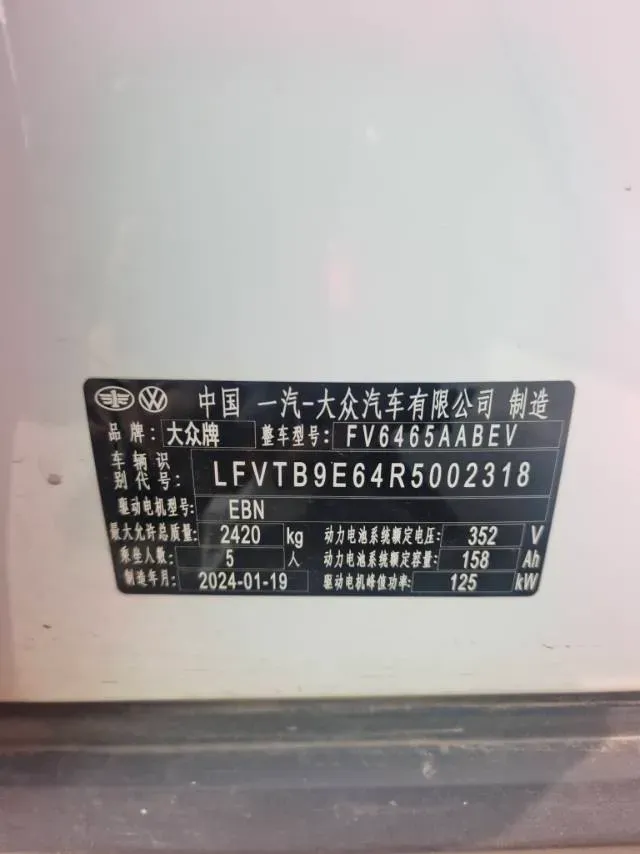 中国 一汽-大众汽车有限公司 制造
品牌: 大众牌 整车型号: FV6465AABEV
车辆识别代号: LFVTB9E64R5002318
驱动电机型号: EBN
最大允许总质量: 2420 kg 动力电池系统额定电压: 352 V
乘坐人数: 5 人 动力电池系统额定容量: 158 Ah
制造年月: 2024-01-19 驱动电机峰值功率: 125 kW